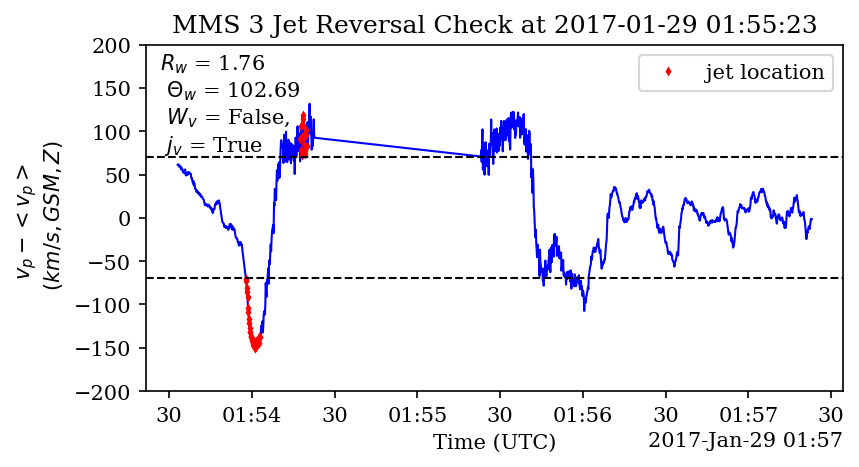 MMS 3 Jet Reversal Check at 2017-01-29 01:55:23
200
150
100
50
0
−50
−100
−150
−200
v_p − <v_p>
(km/s, GSM, Z)
R_w = 1.76
Θ_w = 102.69
W_v = False,
j_v = True
jet location
30 01:54 30 01:55 30 01:56 30 01:57 30
Time (UTC)
2017-Jan-29 01:57